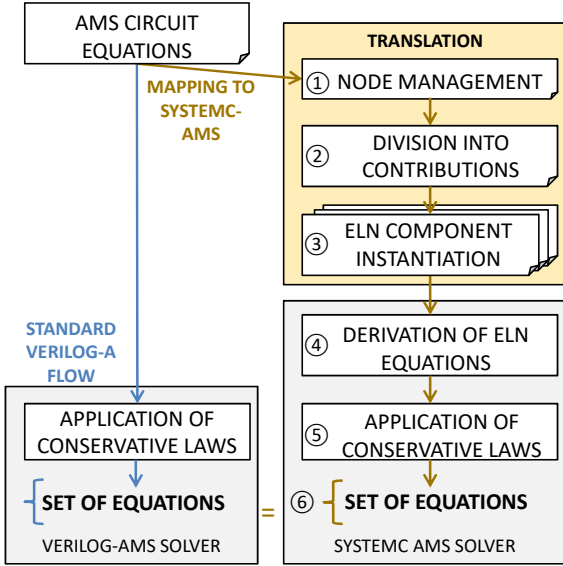 AMS CIRCUIT
EQUATIONS
TRANSLATION
MAPPING TO
SYSTEMC-
AMS
① NODE MANAGEMENT
② DIVISION INTO
CONTRIBUTIONS
③ ELN COMPONENT
INSTANTIATION
STANDARD
VERILOG-A
FLOW
④ DERIVATION OF ELN
EQUATIONS
APPLICATION OF
CONSERVATIVE LAWS
⑤ APPLICATION OF
CONSERVATIVE LAWS
SET OF EQUATIONS
=
⑥ SET OF EQUATIONS
VERILOG-AMS SOLVER
SYSTEMC AMS SOLVER